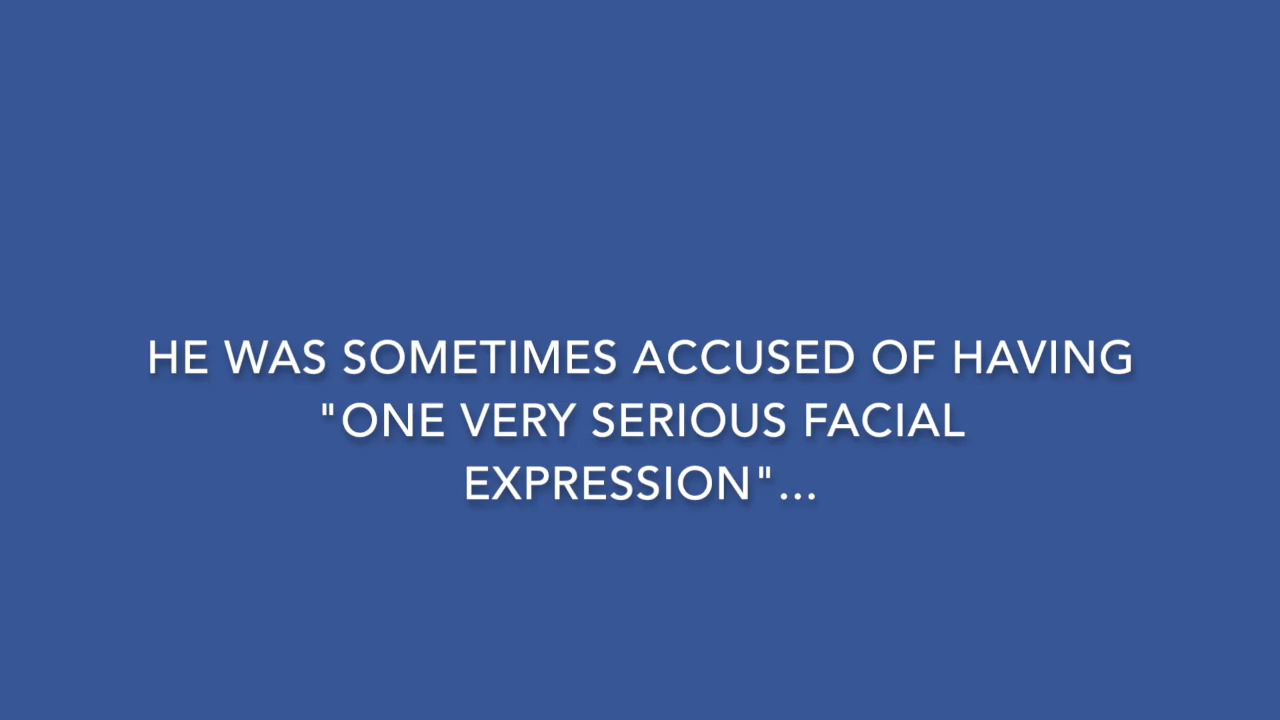 HE WAS SOMETIMES ACCUSED OF HAVING
"ONE VERY SERIOUS FACIAL
EXPRESSION"...